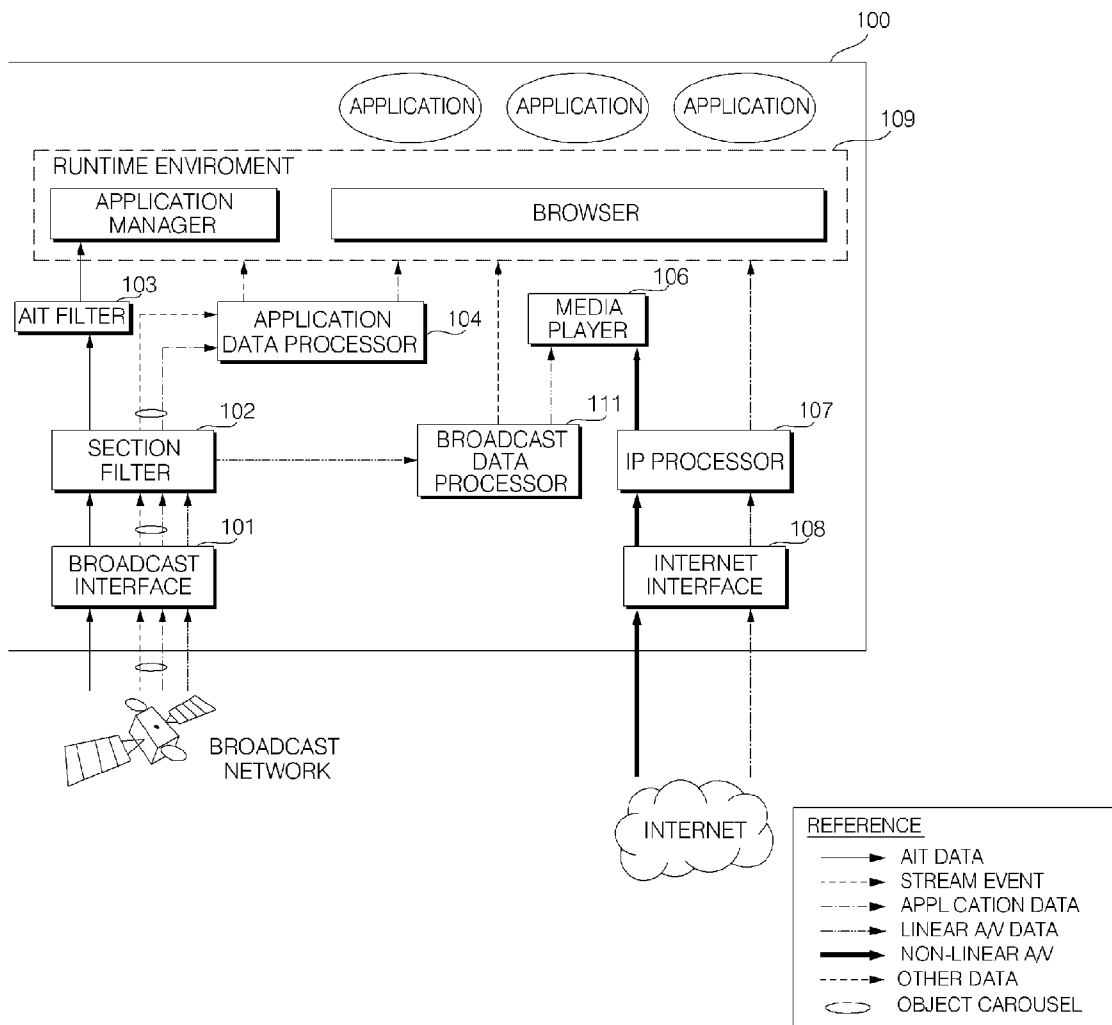 100
APPLICATION
APPLICATION
APPLICATION
109
RUNTIME ENVIROMENT
APPLICATION
MANAGER
BROWSER
103
AIT FILTER
APPLICATION
DATA PROCESSOR
104
106
MEDIA
PLAYER
102
SECTION
FILTER
111
BROADCAST
DATA
PROCESSOR
107
IP PROCESSOR
101
BROADCAST
INTERFACE
108
INTERNET
INTERFACE
BROADCAST
NETWORK
INTERNET
REFERENCE
AIT DATA
STREAM EVENT
APPL CATION DATA
LINEAR A/V DATA
NON-LINEAR A/V
OTHER DATA
OBJECT CAROUSEL